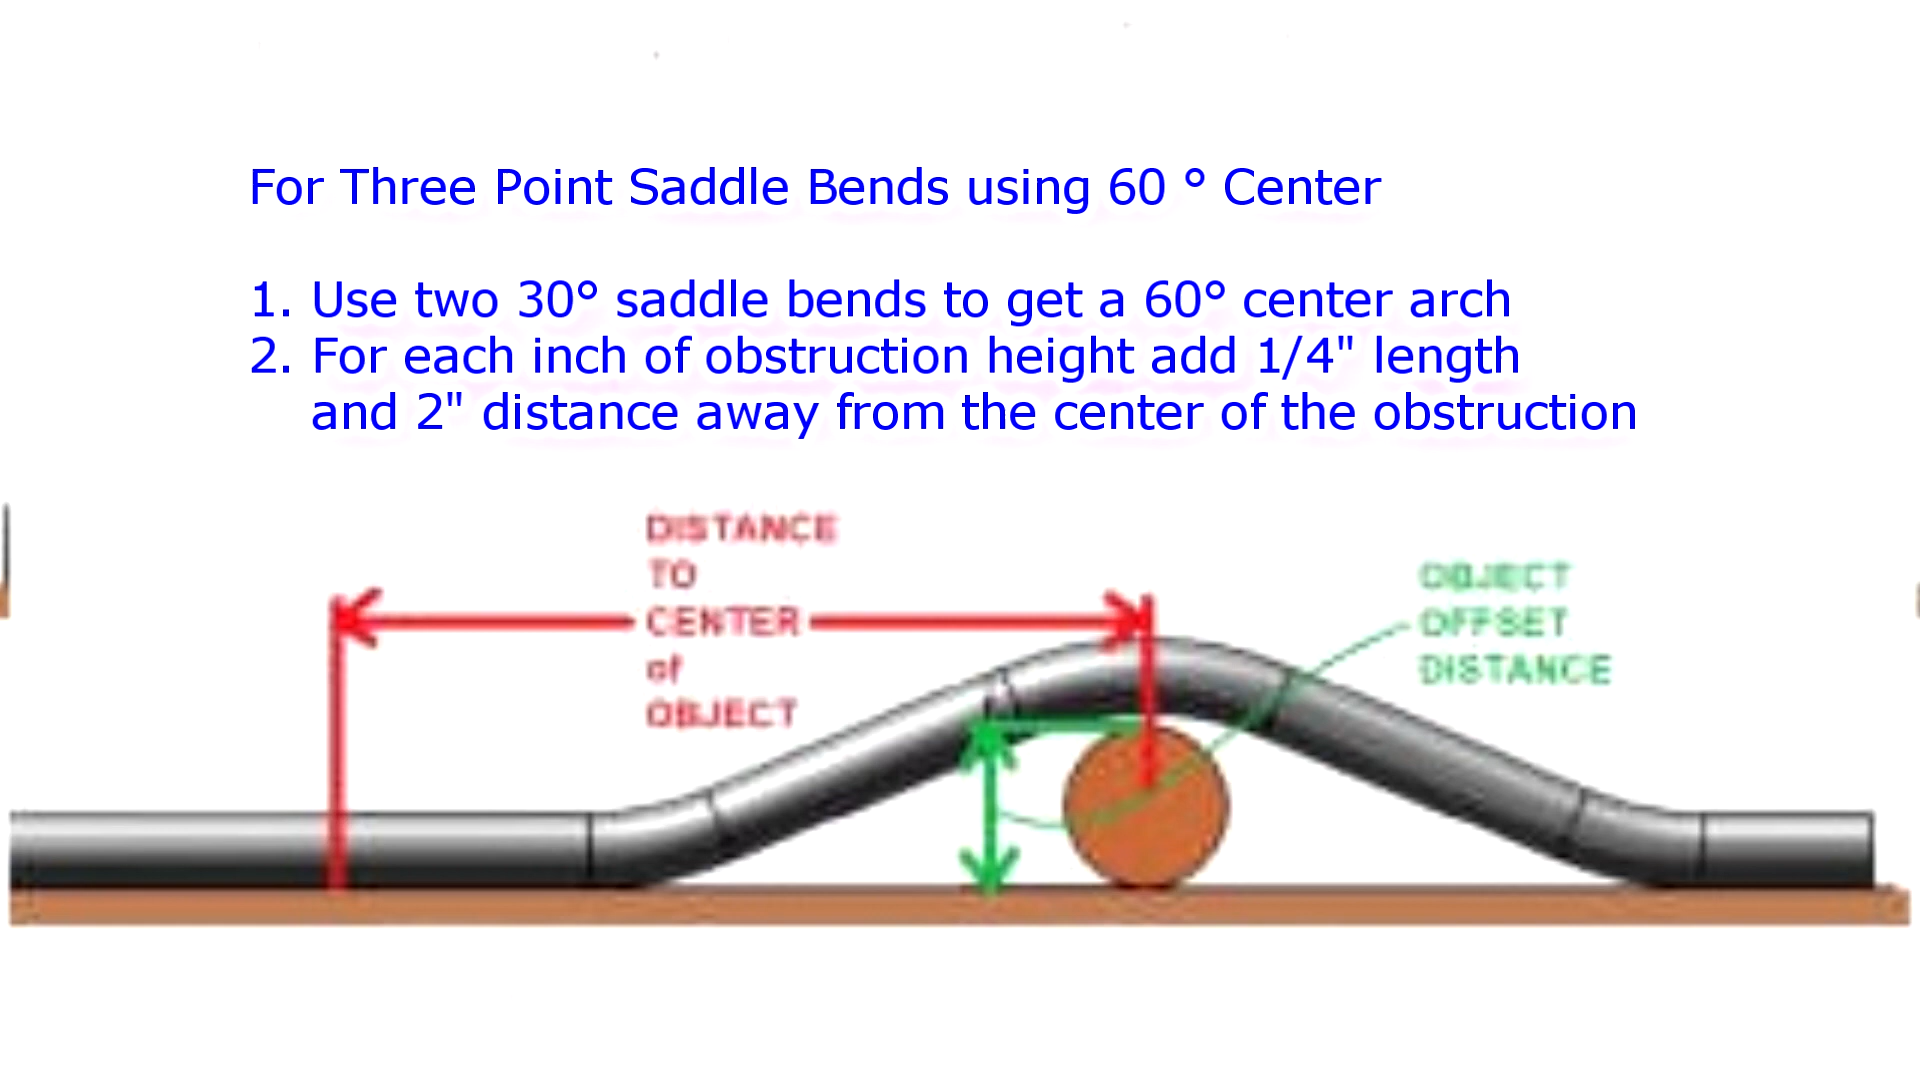 For Three Point Saddle Bends using 60 ° Center
1. Use two 30° saddle bends to get a 60° center arch
2. For each inch of obstruction height add 1/4" length
and 2" distance away from the center of the obstruction
DISTANCE
TO
CENTER
of
OBJECT
OBJECT
OFFSET
DISTANCE